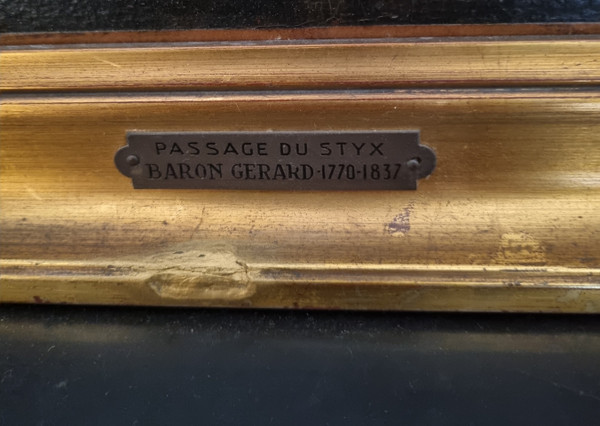 PASSAGE DU STYX
BARON GERARD·1770-1837